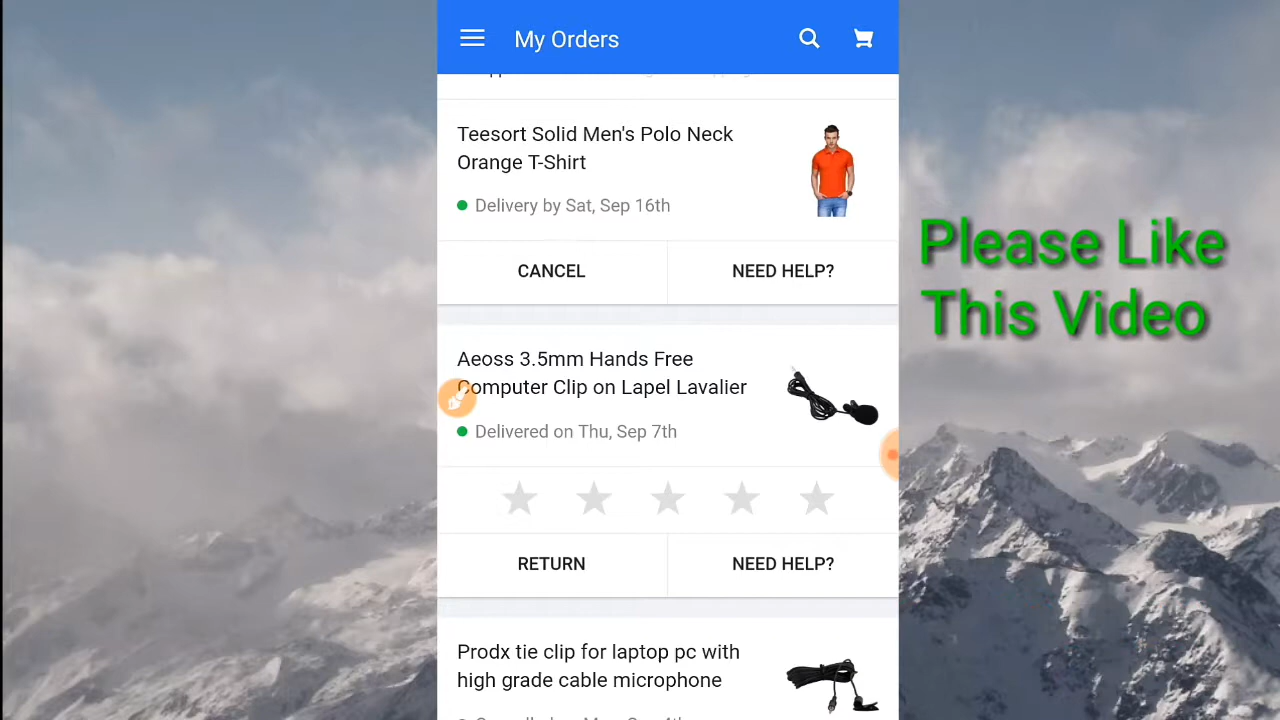 My Orders
Teesort Solid Men's Polo Neck
Orange T-Shirt
Delivery by Sat, Sep 16th
CANCEL
NEED HELP?
Aeoss 3.5mm Hands Free
Computer Clip on Lapel Lavalier
Delivered on Thu, Sep 7th
RETURN
NEED HELP?
Prodx tie clip for laptop pc with
high grade cable microphone
Please Like
This Video